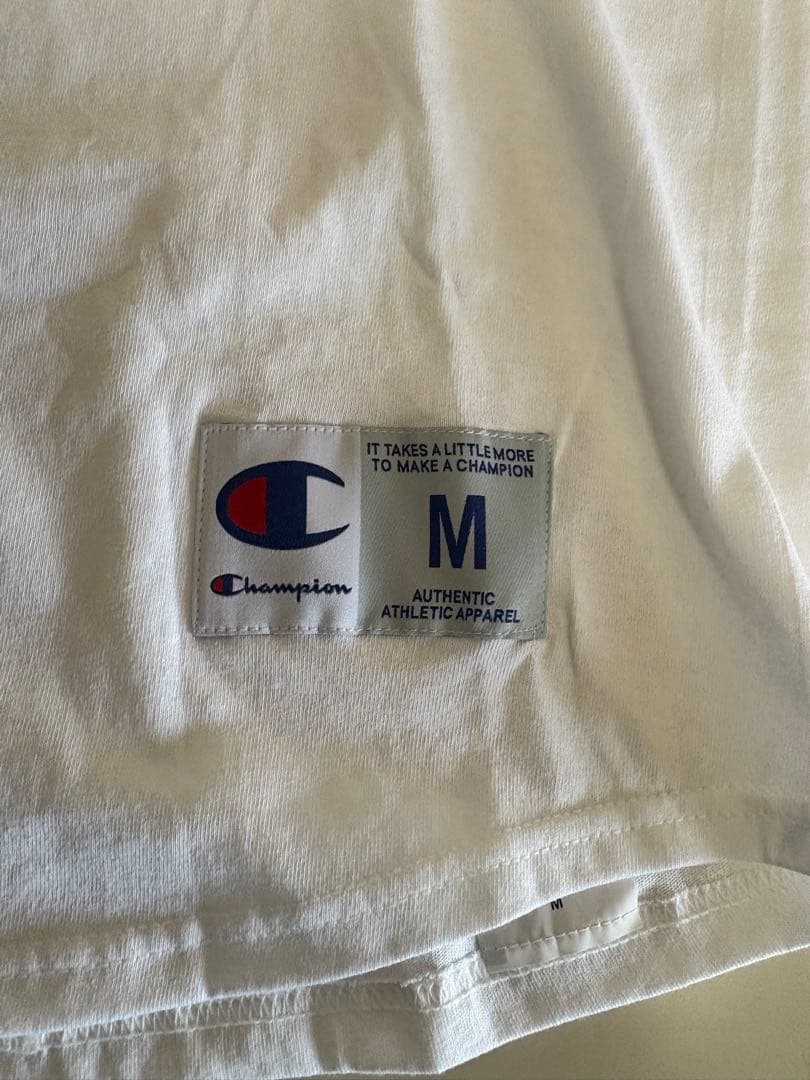 Champion
IT TAKES A LITTLE MORE
TO MAKE A CHAMPION
M
AUTHENTIC
ATHLETIC APPAREL
M